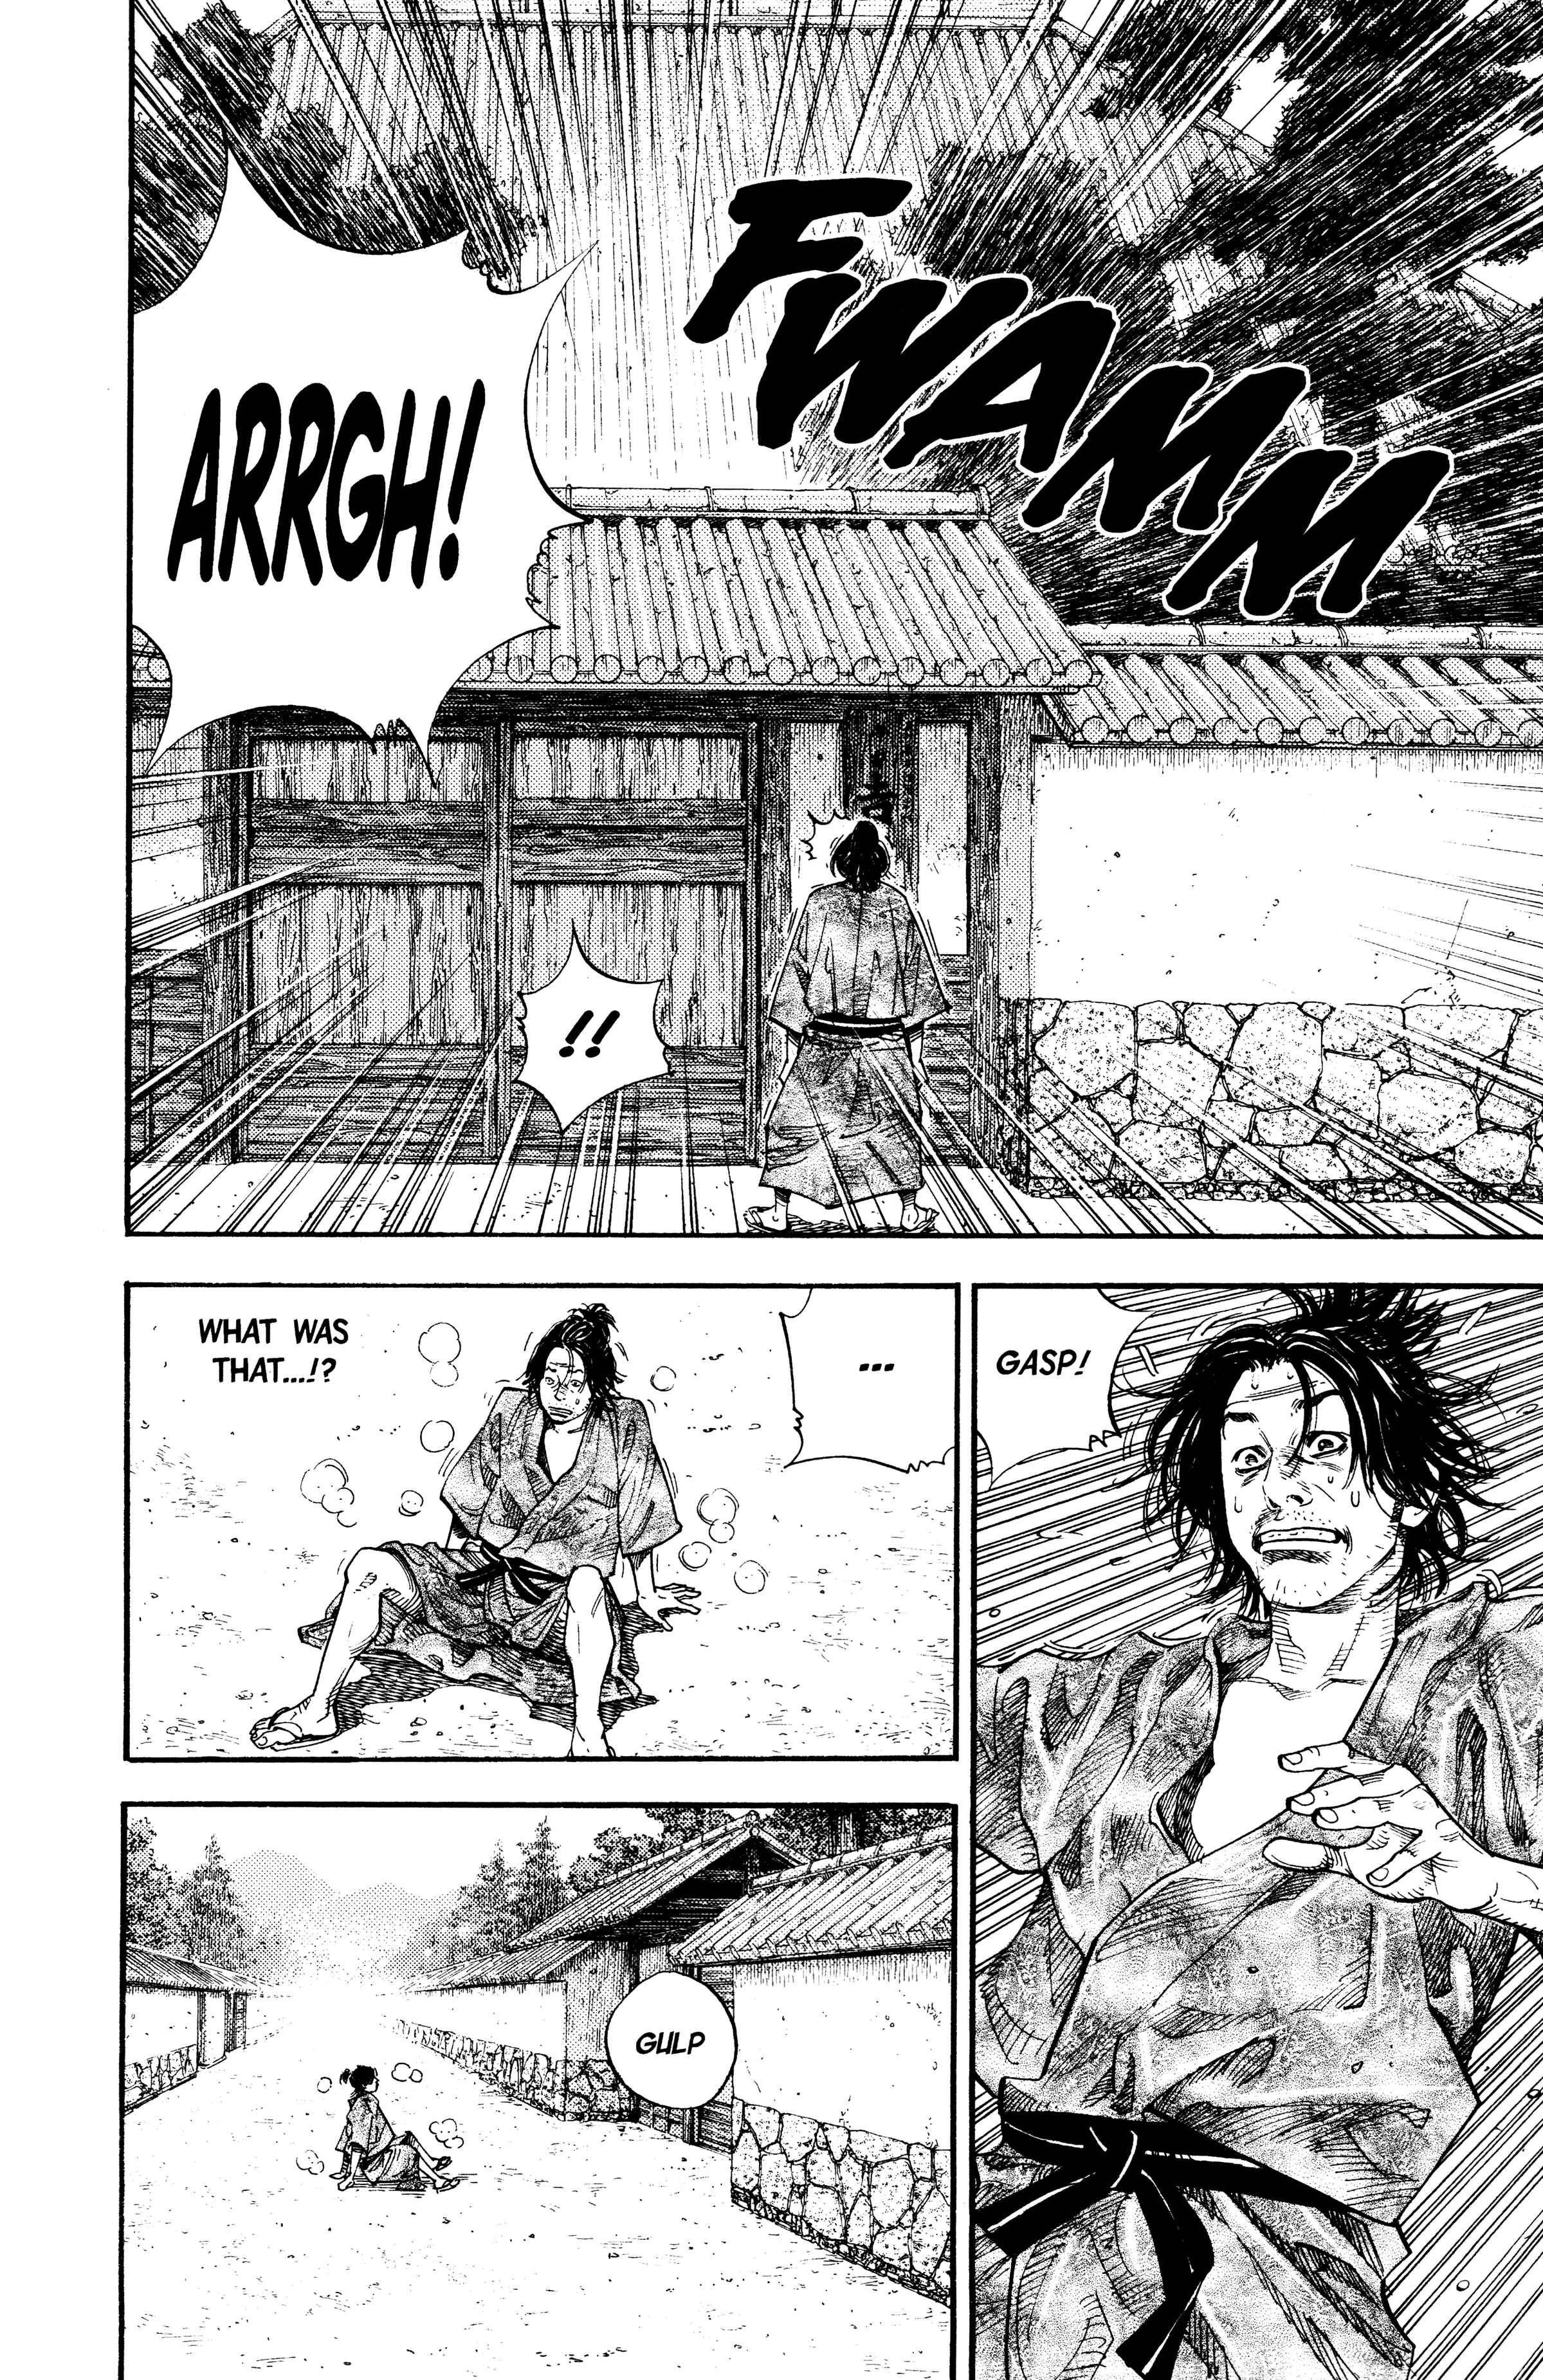 FWAMM
ARRGH!
!!
GASP!
...
WHAT WAS
THAT...!?
GULP